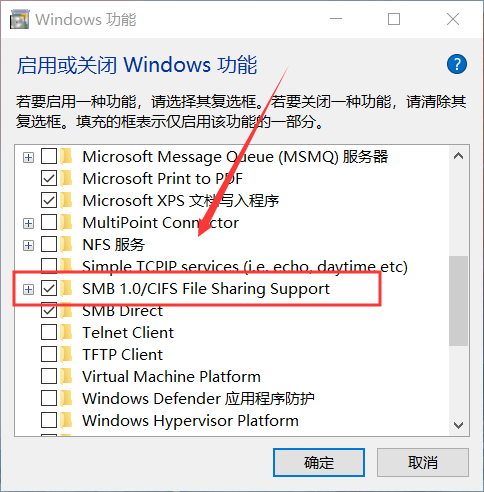 Windows 功能
启用或关闭 Windows 功能
?
若要启用一种功能，请选择其复选框。若要关闭一种功能，请清除其
复选框。填充的框表示仅启用该功能的一部分。
Microsoft Message Queue (MSMQ) 服务器
Microsoft Print to PDF
Microsoft XPS 文档写入程序
MultiPoint Connector
NFS 服务
Simple TCPIP services (i.e. echo, daytime etc)
SMB 1.0/CIFS File Sharing Support
SMB Direct
Telnet Client
TFTP Client
Virtual Machine Platform
Windows Defender 应用程序防护
Windows Hypervisor Platform
确定
取消